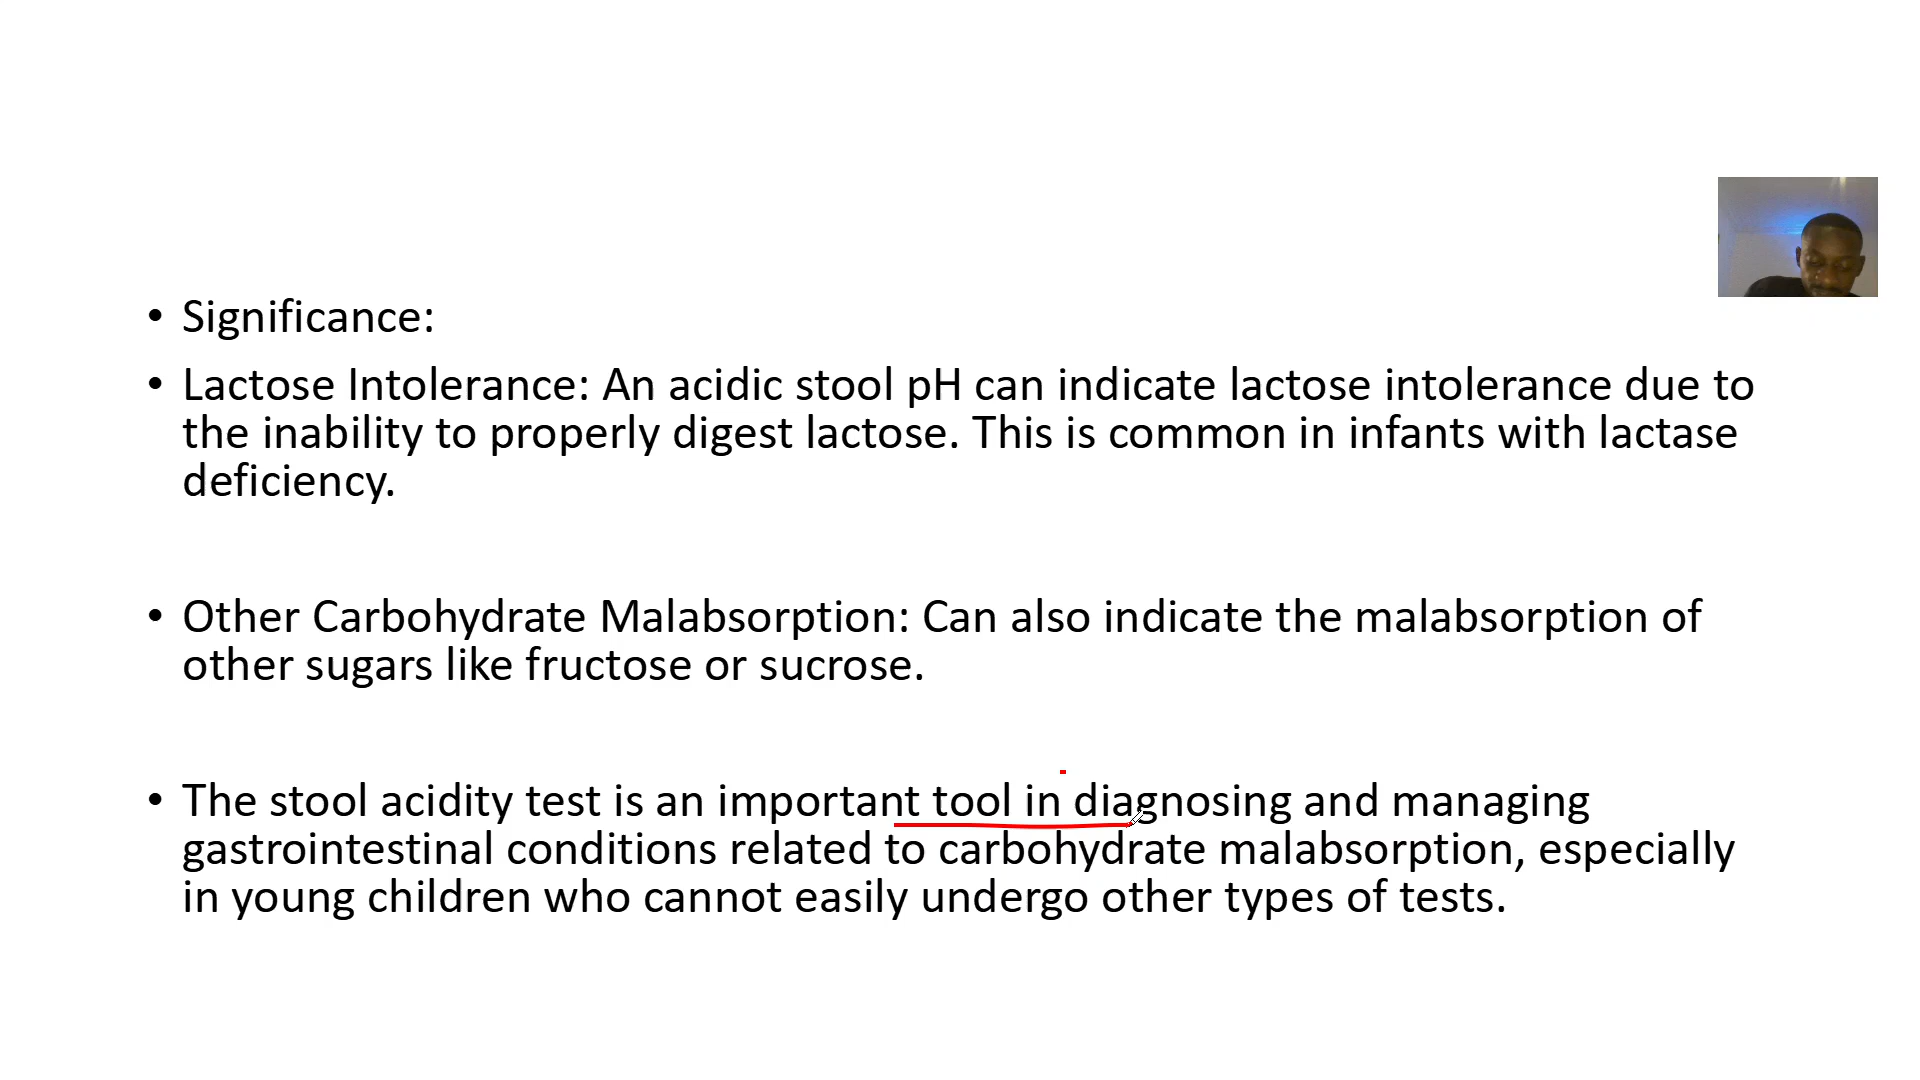 • Significance:
• Lactose Intolerance: An acidic stool pH can indicate lactose intolerance due to
the inability to properly digest lactose. This is common in infants with lactase
deficiency.
• Other Carbohydrate Malabsorption: Can also indicate the malabsorption of
other sugars like fructose or sucrose.
• The stool acidity test is an important tool in diagnosing and managing
gastrointestinal conditions related to carbohydrate malabsorption, especially
in young children who cannot easily undergo other types of tests.